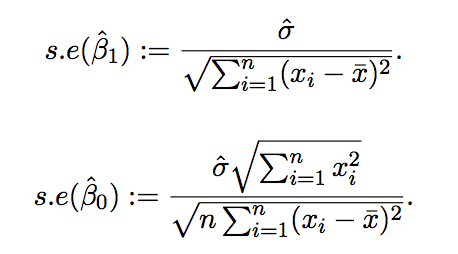 s.e(β̂₁) := σ̂ / √(∑ᵢ₌₁ⁿ (xᵢ − x̄)²).
s.e(β̂₀) := σ̂ √(∑ᵢ₌₁ⁿ xᵢ²) / √(n ∑ᵢ₌₁ⁿ (xᵢ − x̄)²).